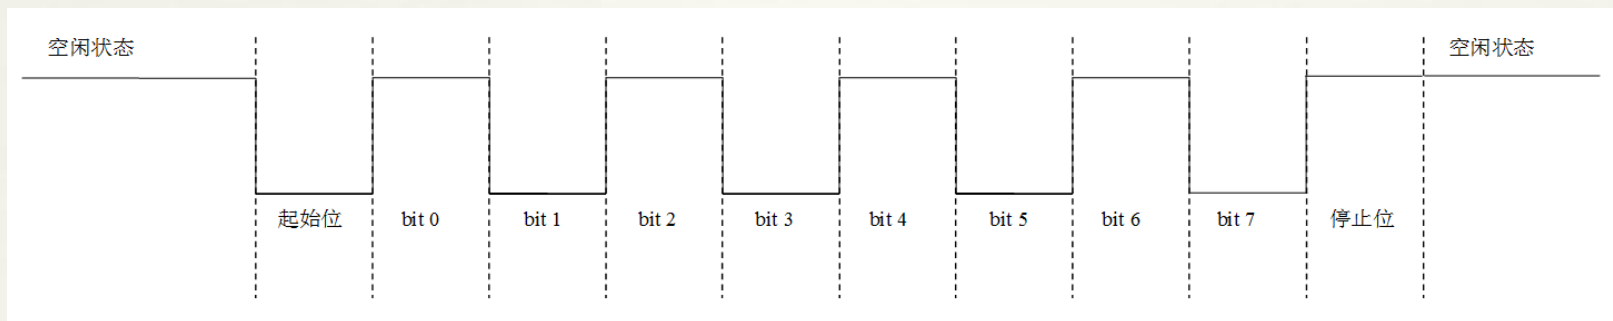 空闲状态 空闲状态
起始位 bit 0 bit 1 bit 2 bit 3 bit 4 bit 5 bit 6 bit 7 停止位